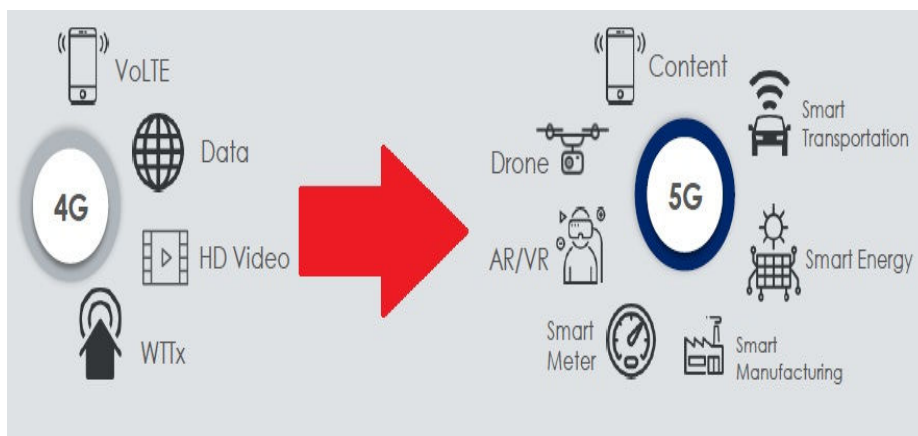 VoLTE
4G
Data
HD Video
WTTx
Content
Drone
5G
Smart
Transportation
AR/VR
Smart Energy
Smart
Meter
Smart
Manufacturing